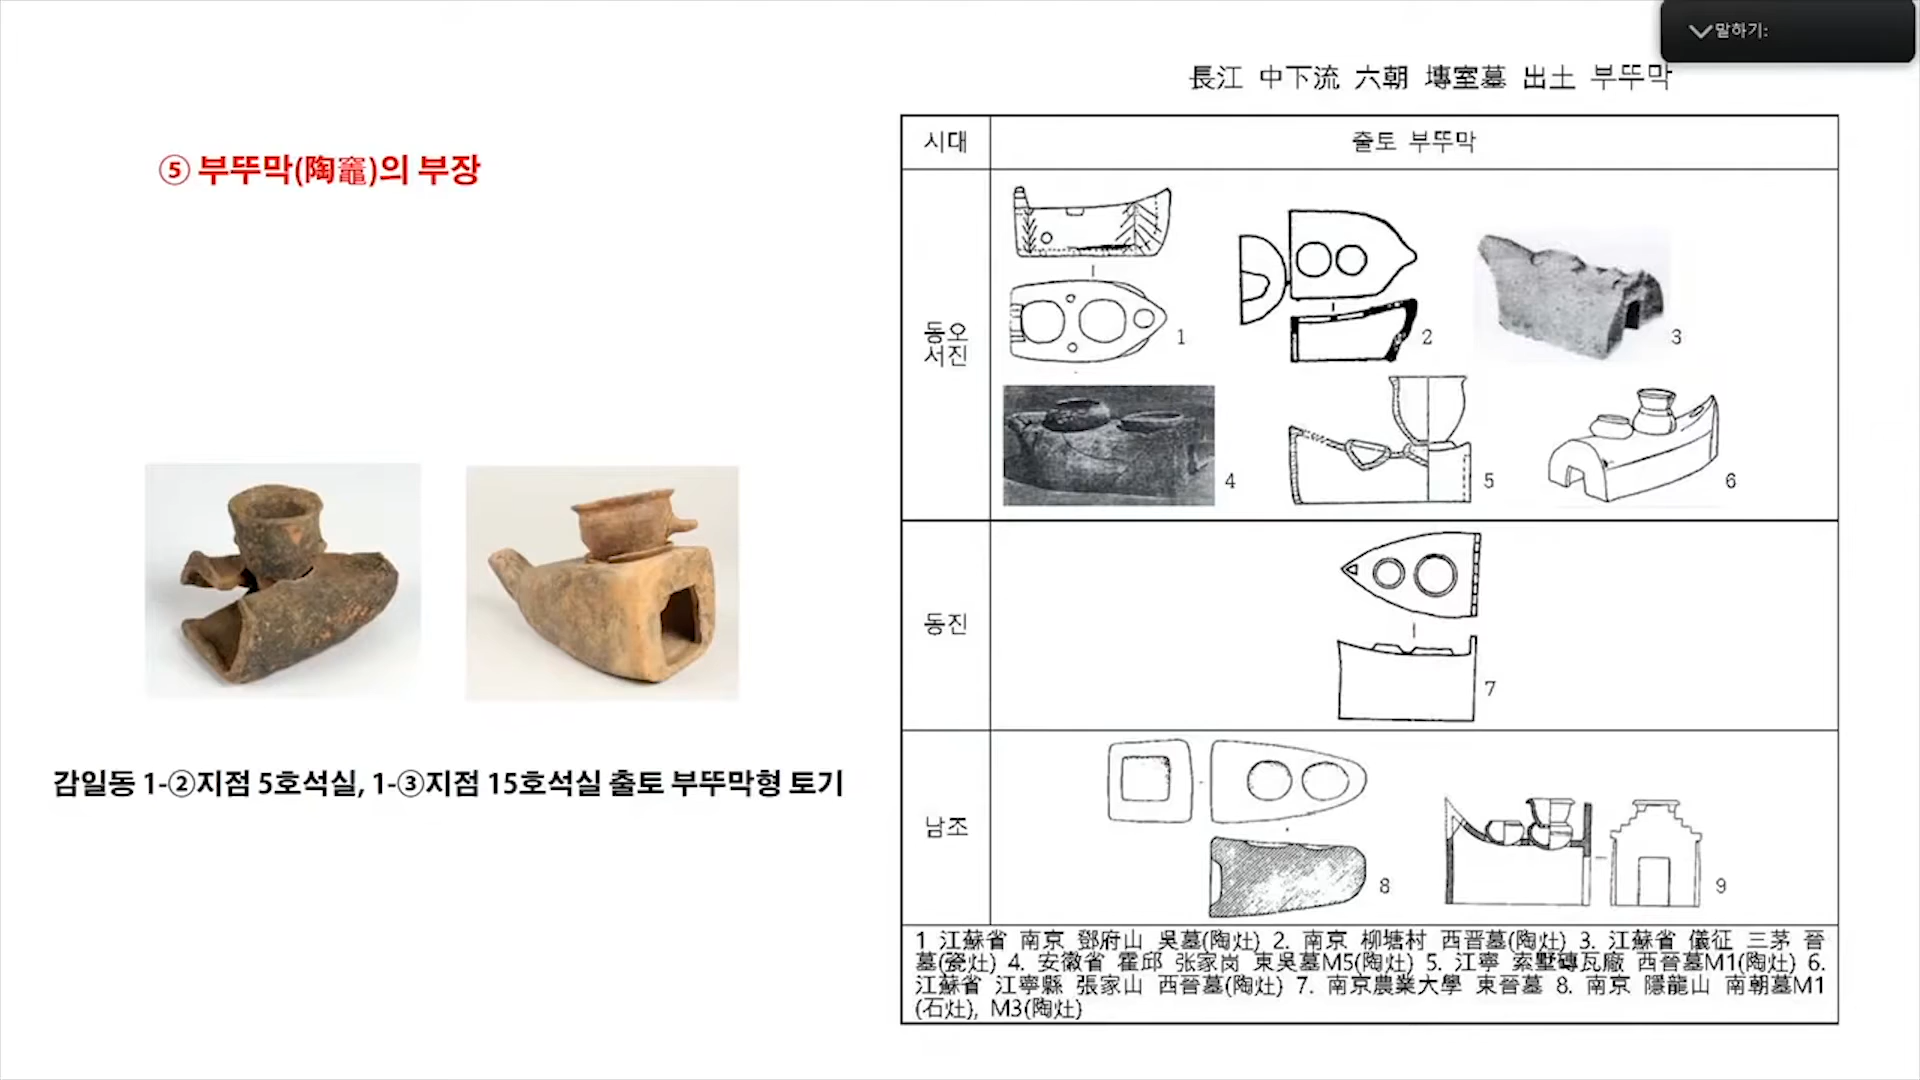 말하기:
長江 中下流 六朝 塼室墓 出土 부뚜막
⑤ 부뚜막(陶竈)의 부장
시대
출토 부뚜막
동오
서진
1
2
3
4
5
6
동진
7
남조
8
9
감일동 1-②지점 5호석실, 1-③지점 15호석실 출토 부뚜막형 토기
1 江蘇省 南京 鄧府山 吳墓(陶灶) 2. 南京 柳塘村 西晋墓(陶灶) 3. 江蘇省 儀征 三茅 晉
墓(瓷灶) 4. 安徽省 霍邱 张家岗 東吳墓M5(陶灶) 5. 江寧 索墅磚瓦廠 西晉墓M1(陶灶) 6.
江蘇省 江寧縣 張家山 西晉墓(陶灶) 7. 南京農業大學 東晉墓 8. 南京 隱龍山 南朝墓M1
(石灶), M3(陶灶)